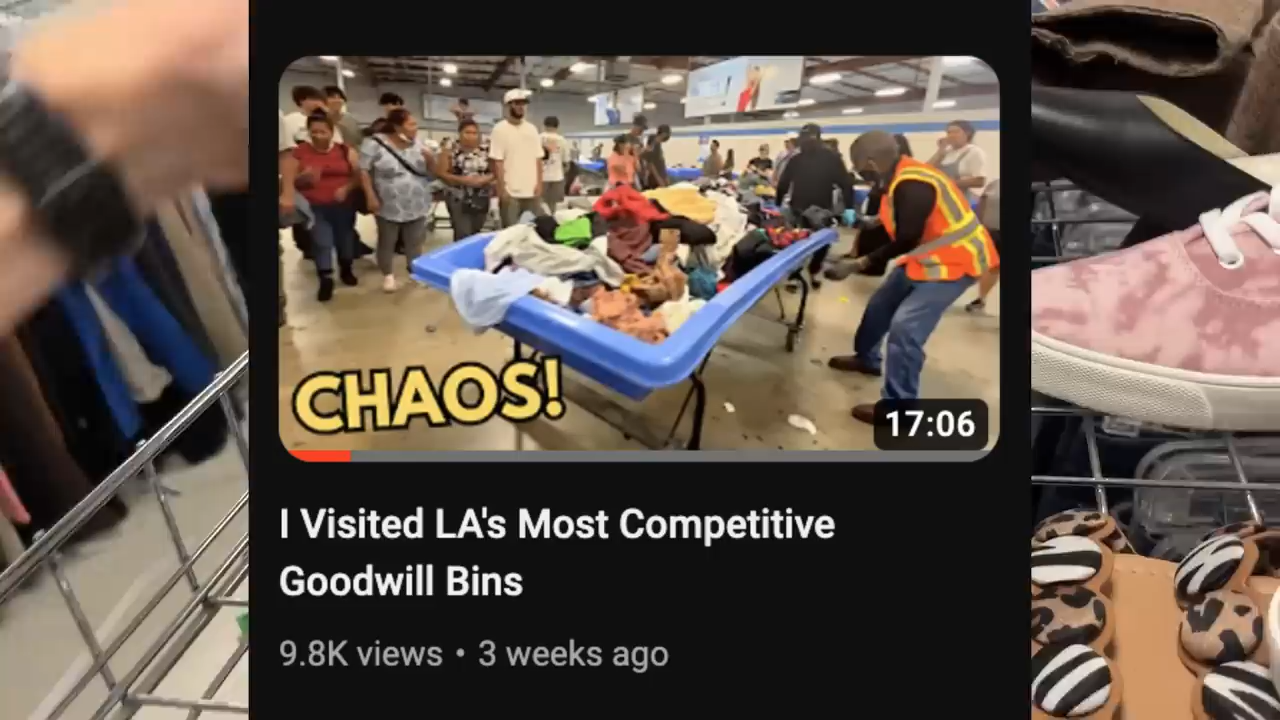 CHAOS!
17:06
I Visited LA's Most Competitive
Goodwill Bins
9.8K views • 3 weeks ago